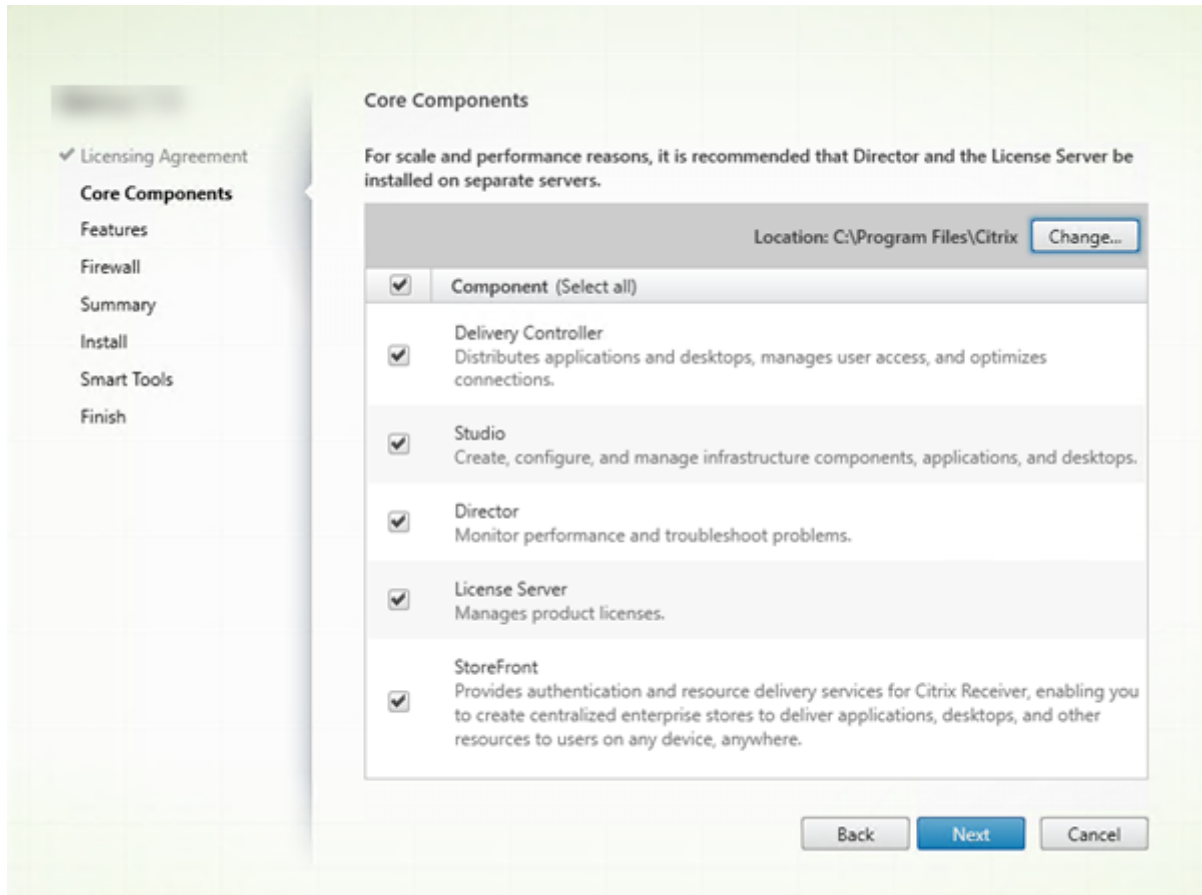 Licensing Agreement
Core Components
Features
Firewall
Summary
Install
Smart Tools
Finish
Core Components
For scale and performance reasons, it is recommended that Director and the License Server be
installed on separate servers.
Location: C:\Program Files\Citrix
Change...
Component (Select all)
Delivery Controller
Distributes applications and desktops, manages user access, and optimizes
connections.
Studio
Create, configure, and manage infrastructure components, applications, and desktops.
Director
Monitor performance and troubleshoot problems.
License Server
Manages product licenses.
StoreFront
Provides authentication and resource delivery services for Citrix Receiver, enabling you
to create centralized enterprise stores to deliver applications, desktops, and other
resources to users on any device, anywhere.
Back
Next
Cancel